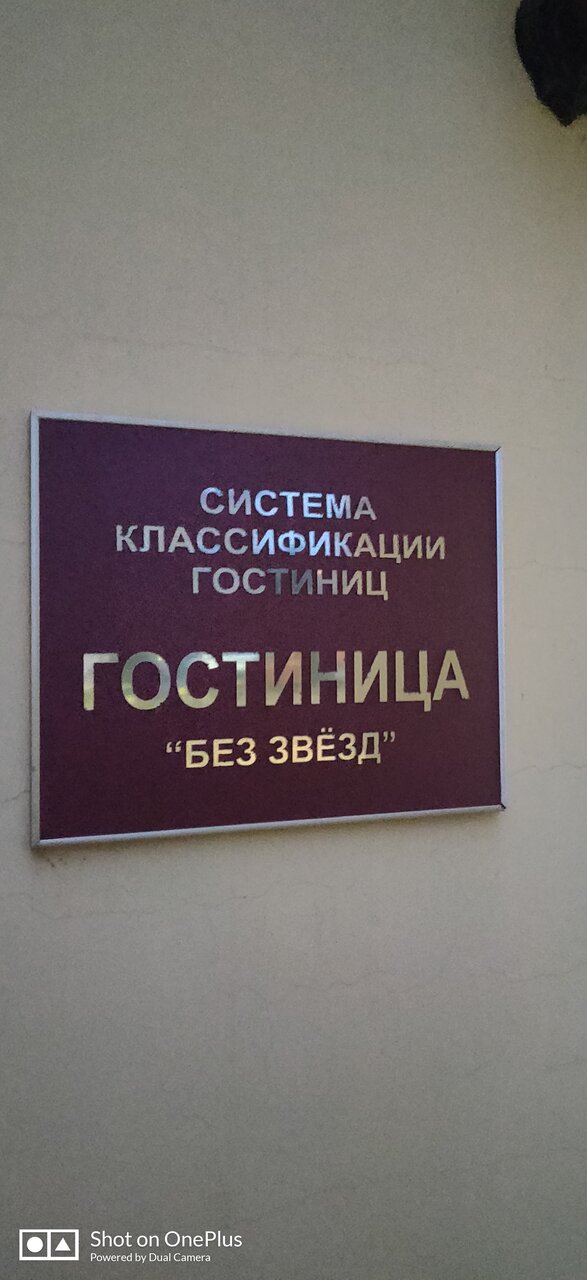 СИСТЕМА
КЛАССИФИКАЦИИ
ГОСТИНИЦ
ГОСТИНИЦА
“БЕЗ ЗВЁЗД”
Shot on OnePlus
Powered by Dual Camera